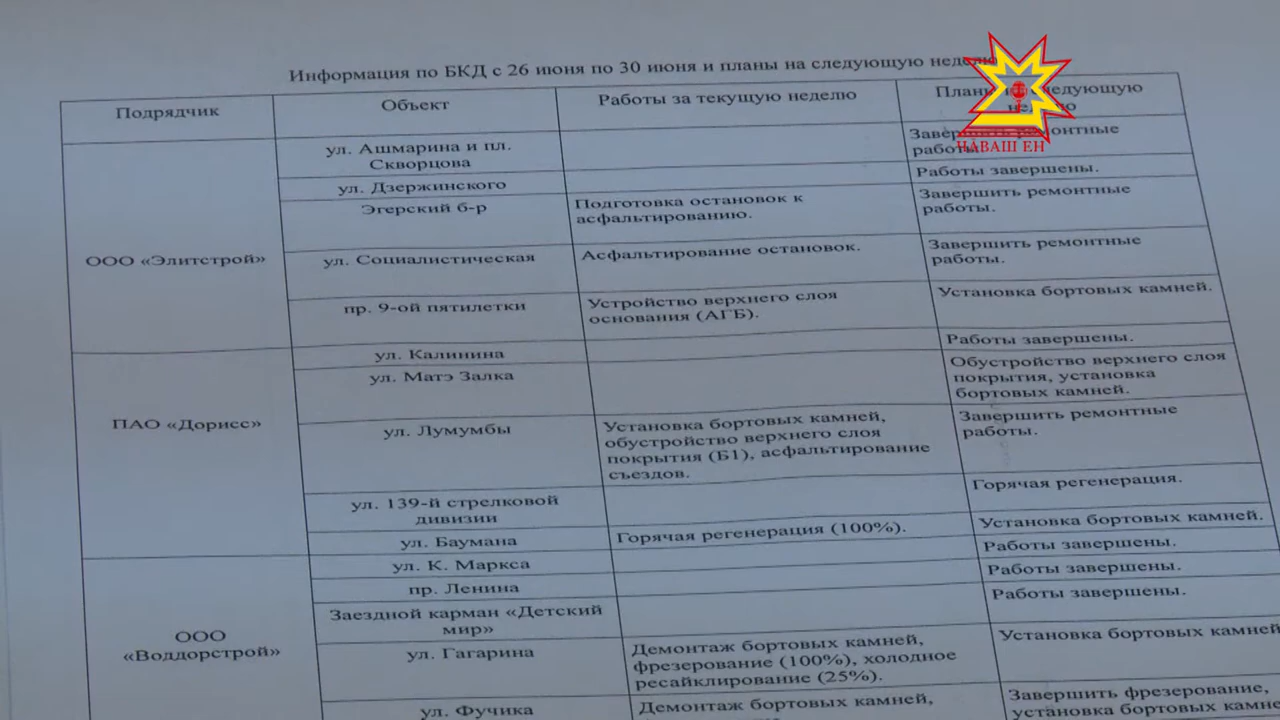 Информация по БКД с 26 июня по 30 июня и планы на следующую
Подрядчик
Объект
Работы за текущую неделю
следующую
ЧĂВАШ ЕН
ООО «Элитстрой»
ул. Ашмарина и пл.
Скворцова
Завершить ремонтные
работы.
ул. Дзержинского
Работы завершены.
Эгерский б-р
Подготовка остановок к
асфальтированию.
Завершить ремонтные
работы.
ул. Социалистическая
Асфальтирование остановок.
Завершить ремонтные
работы.
пр. 9-ой пятилетки
Устройство верхнего слоя
основания (АГБ).
Установка бортовых камней.
ПАО «Дорисс»
ул. Калинина
Работы завершены.
ул. Матэ Залка
Обустройство верхнего слоя
покрытия, установка
бортовых камней.
ул. Лумумбы
Установка бортовых камней,
обустройство верхнего слоя
покрытия (Б1), асфальтирование
съездов.
Завершить ремонтные
работы.
ул. 139-й стрелковой
дивизии
Горячая регенерация.
ул. Баумана
Горячая регенерация (100%).
Установка бортовых камней.
ООО
«Воддорстрой»
ул. К. Маркса
Работы завершены.
пр. Ленина
Работы завершены.
Заездной карман «Детский
мир»
Работы завершены.
ул. Гагарина
Демонтаж бортовых камней,
фрезерование (100%), холодное
ресайклирование (25%).
Установка бортовых камней
ул. Фучика
Демонтаж бортовых камней,
Завершить фрезерование,
установка бортовых